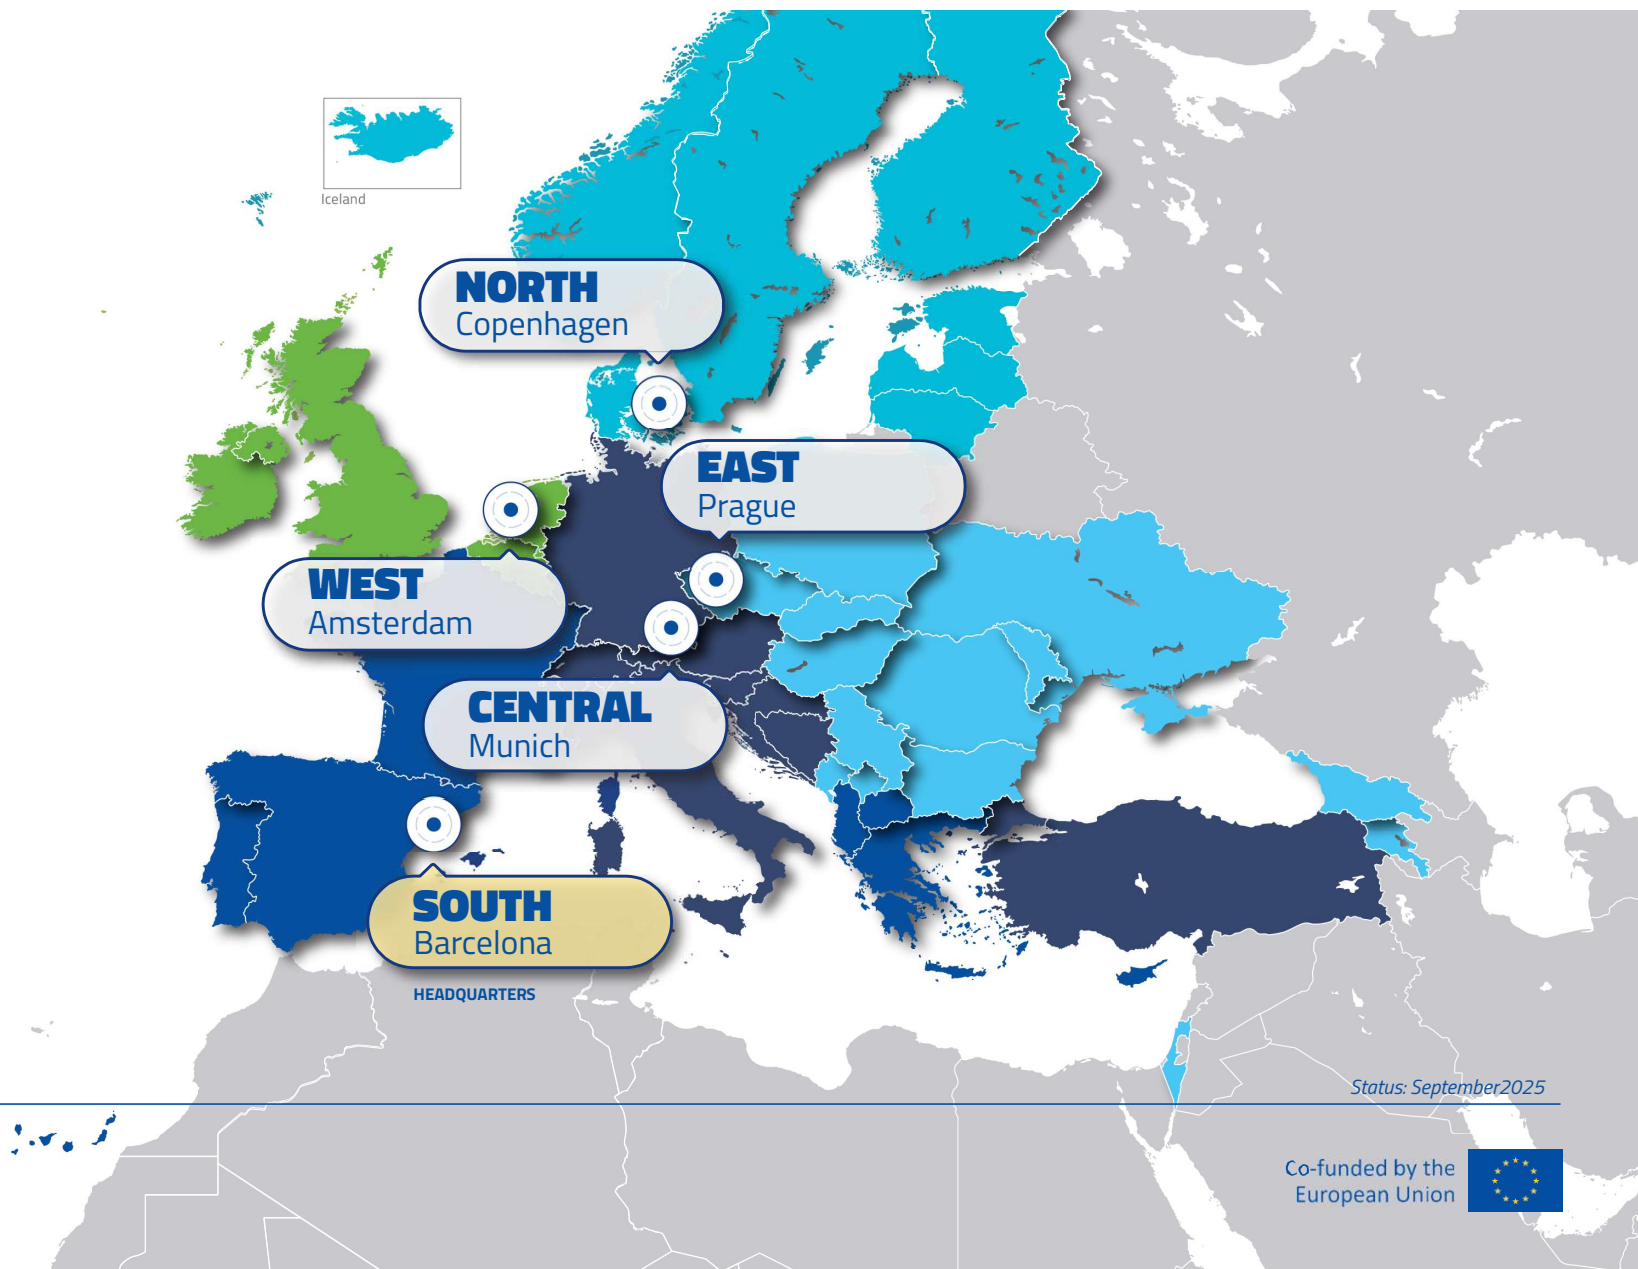 Iceland
NORTH
Copenhagen
EAST
Prague
WEST
Amsterdam
CENTRAL
Munich
SOUTH
Barcelona
HEADQUARTERS
Status: September2025
Co-funded by the
European Union